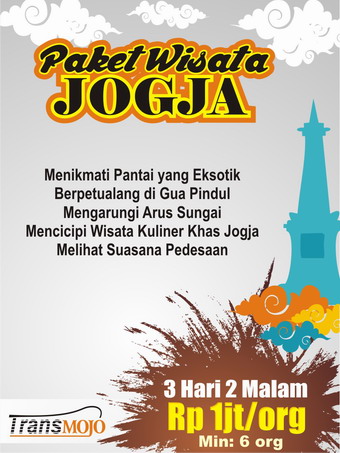 Paket Wisata
JOGJA
Menikmati Pantai yang Eksotik
Berpetualang di Gua Pindul
Mengarungi Arus Sungai
Mencicipi Wisata Kuliner Khas Jogja
Melihat Suasana Pedesaan
3 Hari 2 Malam
Rp 1jt/org
Min: 6 org
TransMOJO